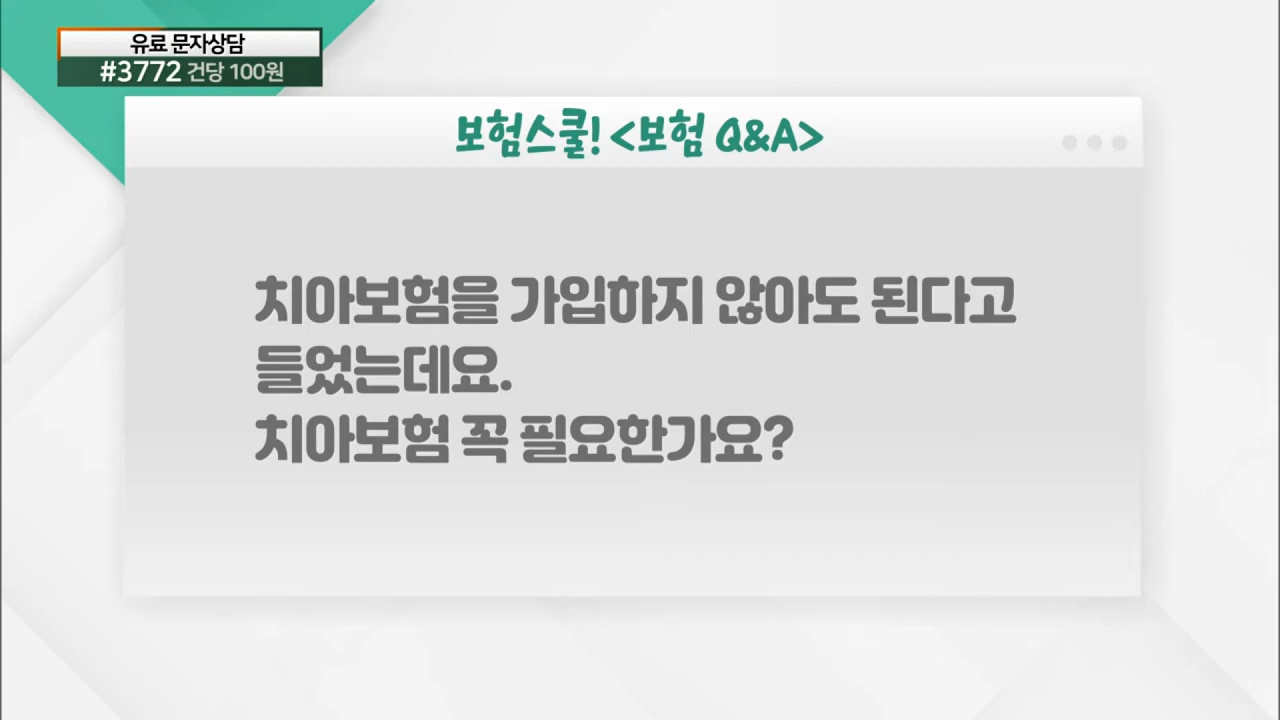 유료 문자상담
#3772 건당 100원
보험스쿨! <보험 Q&A>
치아보험을 가입하지 않아도 된다고
들었는데요.
치아보험 꼭 필요한가요?